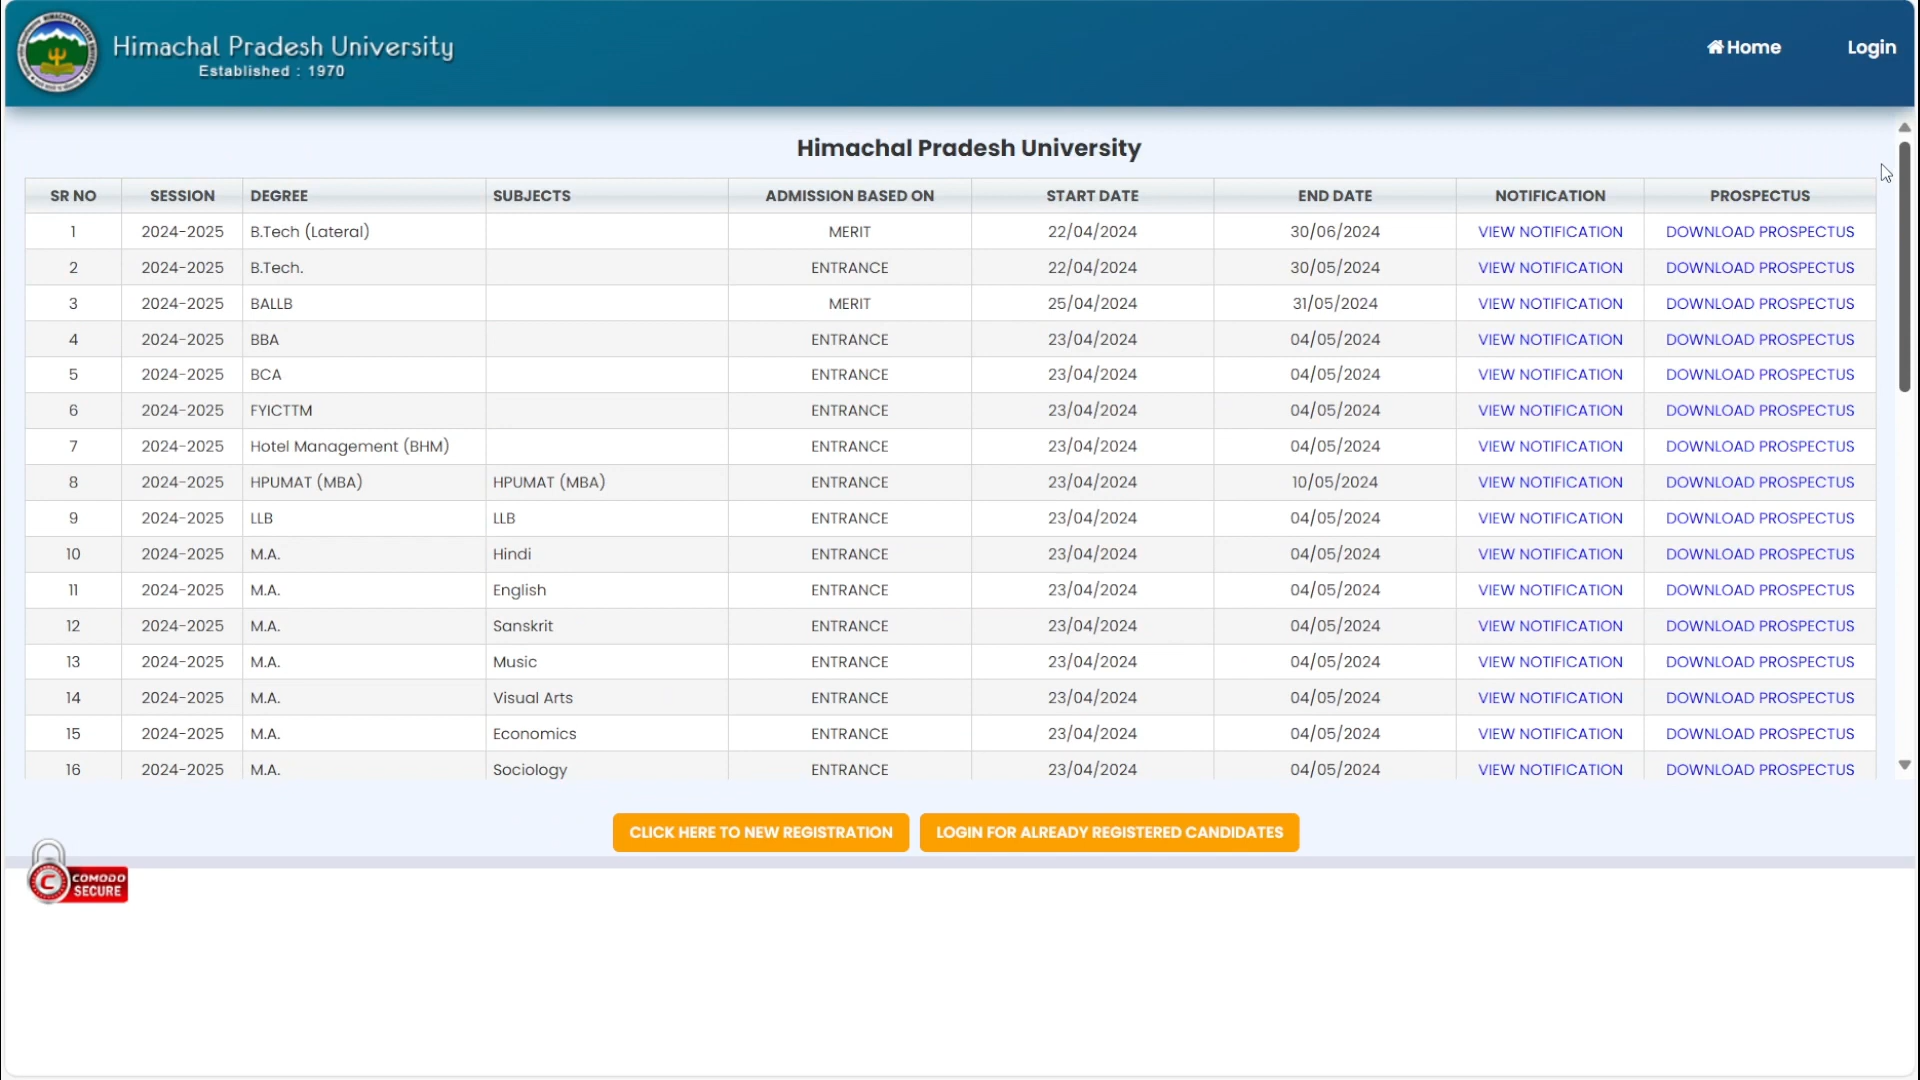 Himachal Pradesh University
Established : 1970
Home Login
Himachal Pradesh University
SR NO SESSION DEGREE SUBJECTS ADMISSION BASED ON START DATE END DATE NOTIFICATION PROSPECTUS
1 2024-2025 B.Tech (Lateral) MERIT 22/04/2024 30/06/2024 VIEW NOTIFICATION DOWNLOAD PROSPECTUS
2 2024-2025 B.Tech. ENTRANCE 22/04/2024 30/05/2024 VIEW NOTIFICATION DOWNLOAD PROSPECTUS
3 2024-2025 BALLB MERIT 25/04/2024 31/05/2024 VIEW NOTIFICATION DOWNLOAD PROSPECTUS
4 2024-2025 BBA ENTRANCE 23/04/2024 04/05/2024 VIEW NOTIFICATION DOWNLOAD PROSPECTUS
5 2024-2025 BCA ENTRANCE 23/04/2024 04/05/2024 VIEW NOTIFICATION DOWNLOAD PROSPECTUS
6 2024-2025 FYICTTM ENTRANCE 23/04/2024 04/05/2024 VIEW NOTIFICATION DOWNLOAD PROSPECTUS
7 2024-2025 Hotel Management (BHM) ENTRANCE 23/04/2024 04/05/2024 VIEW NOTIFICATION DOWNLOAD PROSPECTUS
8 2024-2025 HPUMAT (MBA) HPUMAT (MBA) ENTRANCE 23/04/2024 10/05/2024 VIEW NOTIFICATION DOWNLOAD PROSPECTUS
9 2024-2025 LLB LLB ENTRANCE 23/04/2024 04/05/2024 VIEW NOTIFICATION DOWNLOAD PROSPECTUS
10 2024-2025 M.A. Hindi ENTRANCE 23/04/2024 04/05/2024 VIEW NOTIFICATION DOWNLOAD PROSPECTUS
11 2024-2025 M.A. English ENTRANCE 23/04/2024 04/05/2024 VIEW NOTIFICATION DOWNLOAD PROSPECTUS
12 2024-2025 M.A. Sanskrit ENTRANCE 23/04/2024 04/05/2024 VIEW NOTIFICATION DOWNLOAD PROSPECTUS
13 2024-2025 M.A. Music ENTRANCE 23/04/2024 04/05/2024 VIEW NOTIFICATION DOWNLOAD PROSPECTUS
14 2024-2025 M.A. Visual Arts ENTRANCE 23/04/2024 04/05/2024 VIEW NOTIFICATION DOWNLOAD PROSPECTUS
15 2024-2025 M.A. Economics ENTRANCE 23/04/2024 04/05/2024 VIEW NOTIFICATION DOWNLOAD PROSPECTUS
16 2024-2025 M.A. Sociology ENTRANCE 23/04/2024 04/05/2024 VIEW NOTIFICATION DOWNLOAD PROSPECTUS
CLICK HERE TO NEW REGISTRATION LOGIN FOR ALREADY REGISTERED CANDIDATES
C COMODO
SECURE